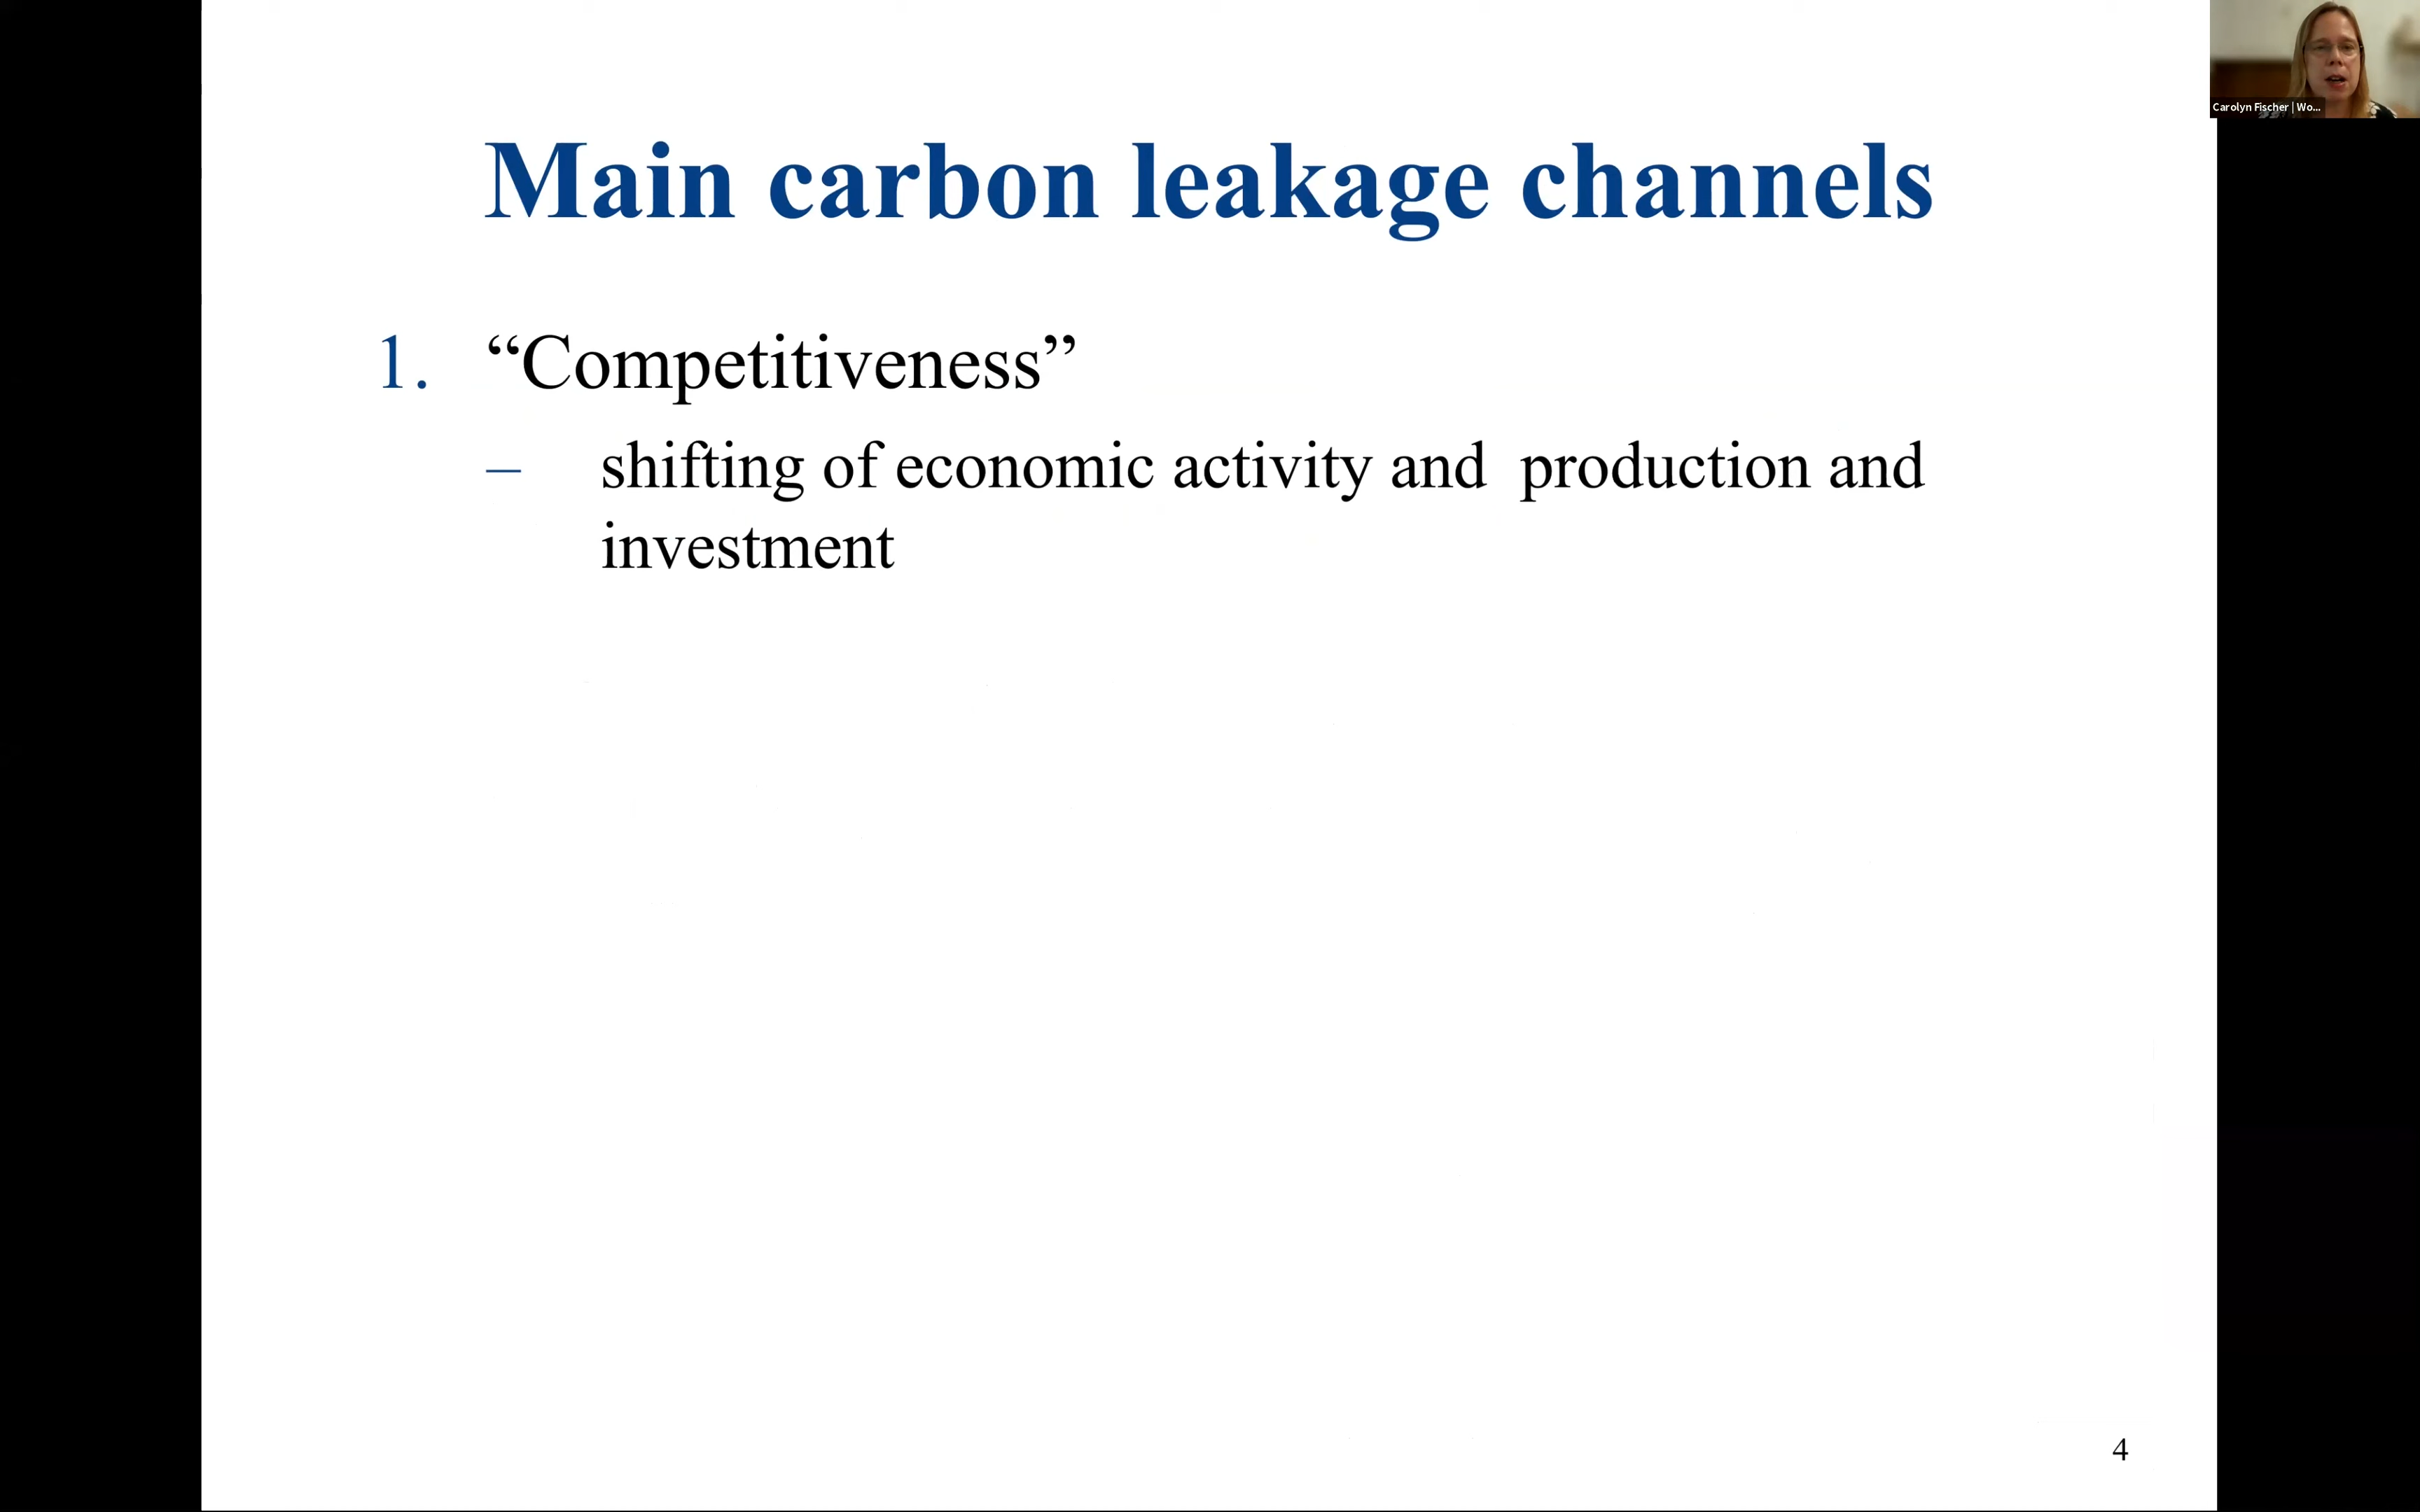 Main carbon leakage channels
1. “Competitiveness”
– shifting of economic activity and production and
investment
4
Carolyn Fischer | Wo...